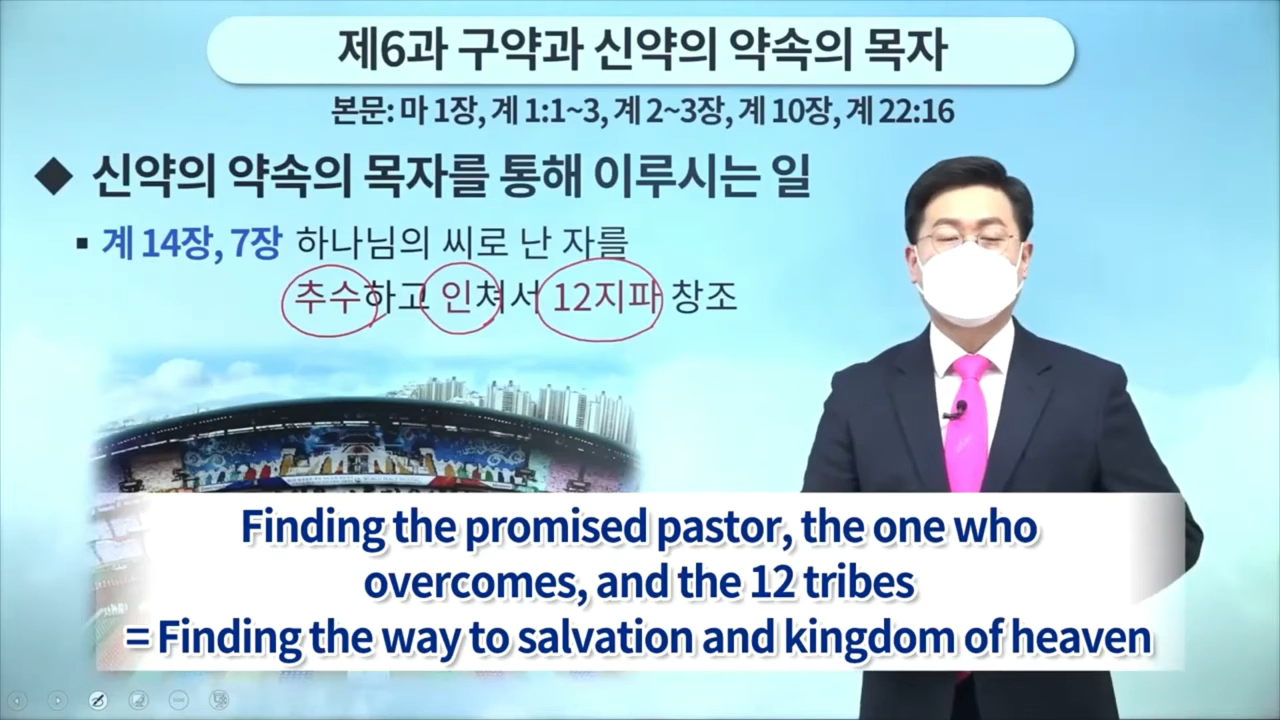 제6과 구약과 신약의 약속의 목자
본문: 마 1장, 계 1:1~3, 계 2~3장, 계 10장, 계 22:16
◆ 신약의 약속의 목자를 통해 이루시는 일
▪ 계 14장, 7장 하나님의 씨로 난 자를
추수하고 인쳐서 12지파 창조
Finding the promised pastor, the one who
overcomes, and the 12 tribes
= Finding the way to salvation and kingdom of heaven